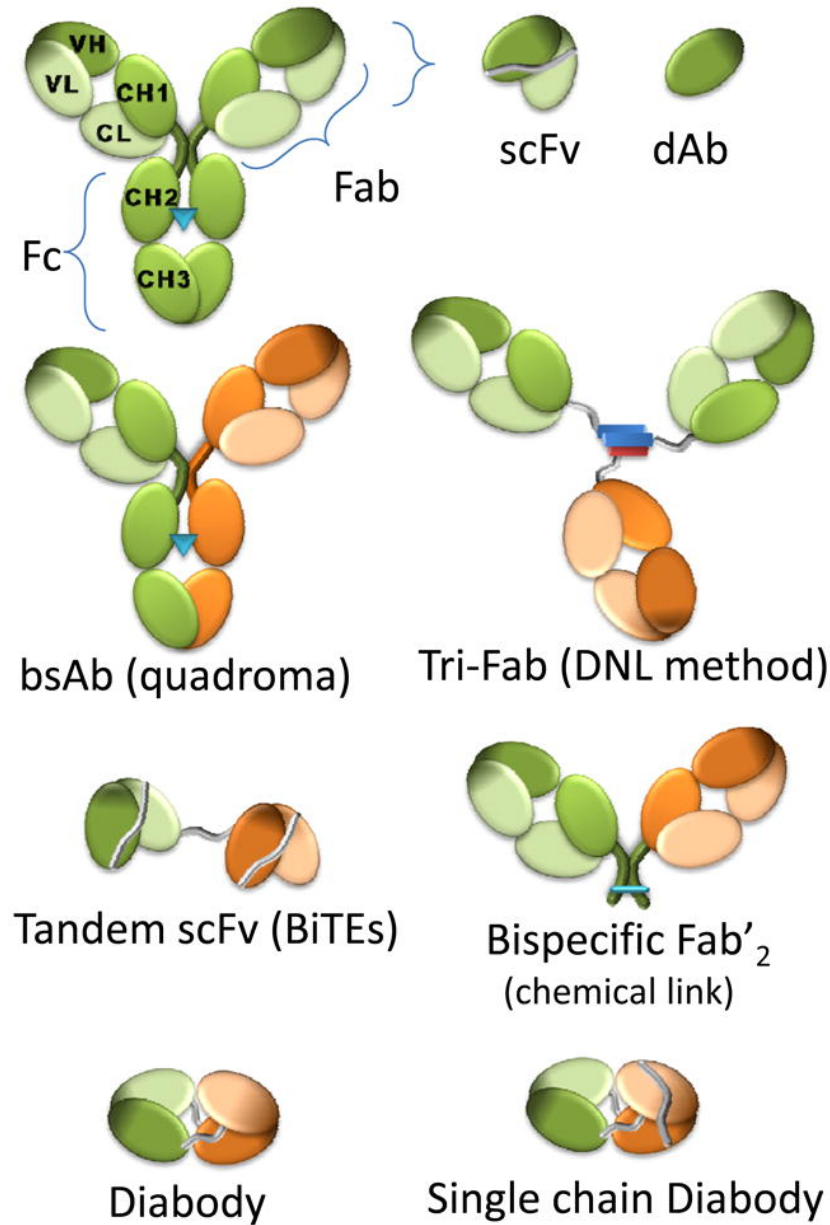 VH
VL
CH1
CL
CH2
CH3
Fc
Fab
scFv
dAb
bsAb (quadroma)
Tri-Fab (DNL method)
Tandem scFv (BiTEs)
Bispecific Fab’₂
(chemical link)
Diabody
Single chain Diabody